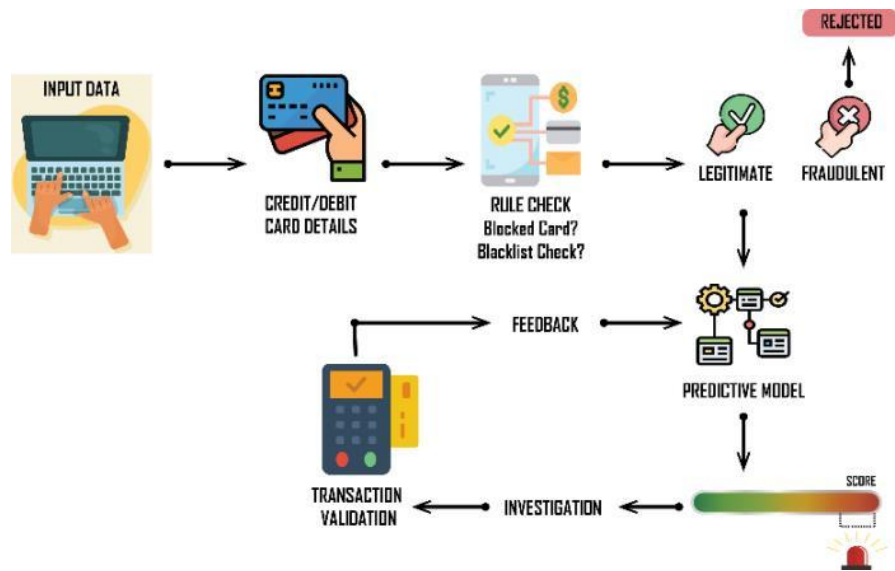 REJECTED
INPUT DATA
CREDIT/DEBIT
CARD DETAILS
RULE CHECK
Blocked Card?
Blacklist Check?
LEGITIMATE
FRAUDULENT
FEEDBACK
PREDICTIVE MODEL
SCORE
TRANSACTION
VALIDATION
INVESTIGATION